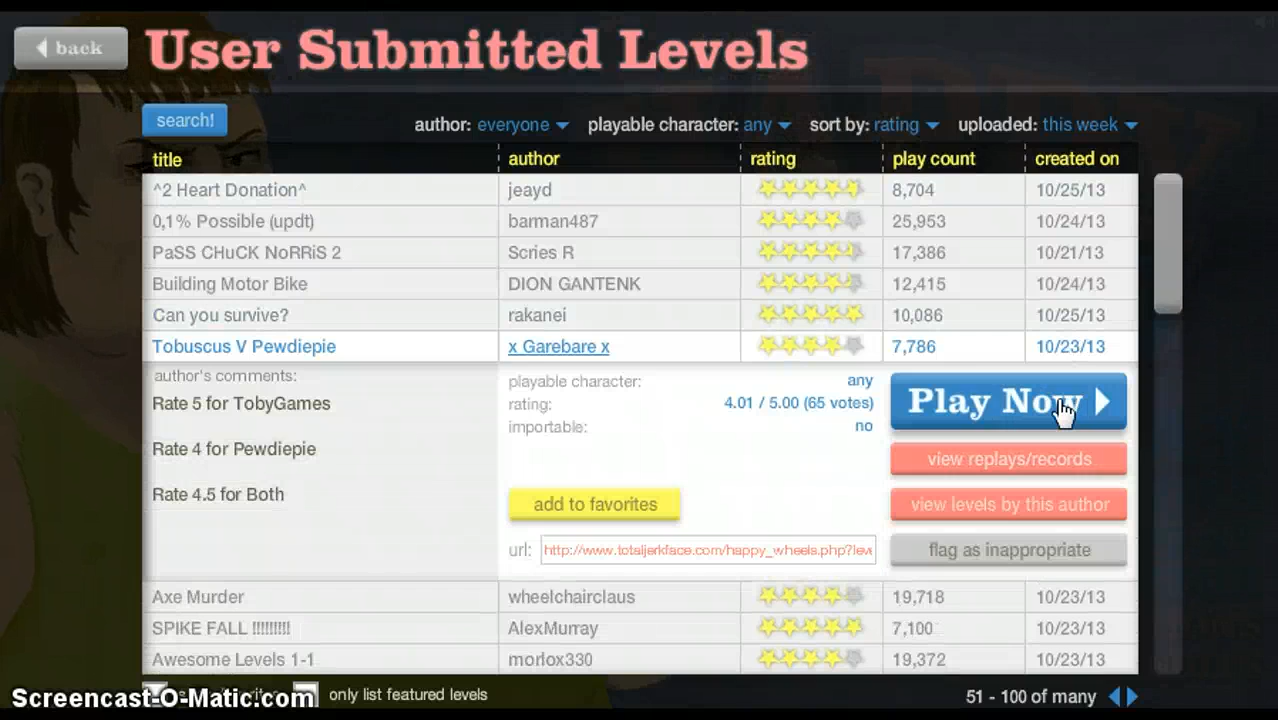 back
User Submitted Levels
search!
author: everyone playable character: any sort by: rating uploaded: this week
title author rating play count created on
^2 Heart Donation^ jeayd 8,704 10/25/13
0,1% Possible (updt) barman487 25,953 10/24/13
PaSS CHuCK NoRRiS 2 Scries R 17,386 10/21/13
Building Motor Bike DION GANTENK 12,415 10/24/13
Can you survive? rakanei 10,086 10/25/13
Tobuscus V Pewdiepie x Garebare x 7,786 10/23/13
author's comments:
Rate 5 for TobyGames
Rate 4 for Pewdiepie
Rate 4.5 for Both
playable character: any
rating: 4.01 / 5.00 (65 votes)
importable: no
add to favorites
url: http://www.totaljerkface.com/happy_wheels.php?lev
Play Now
view replays/records
view levels by this author
flag as inappropriate
Axe Murder wheelchairclaus 19,718 10/23/13
SPIKE FALL !!!!!!!!! AlexMurray 7,100 10/23/13
Awesome Levels 1-1 morlox330 19,372 10/23/13
Screencast-O-Matic.com
only list featured levels
51 - 100 of many